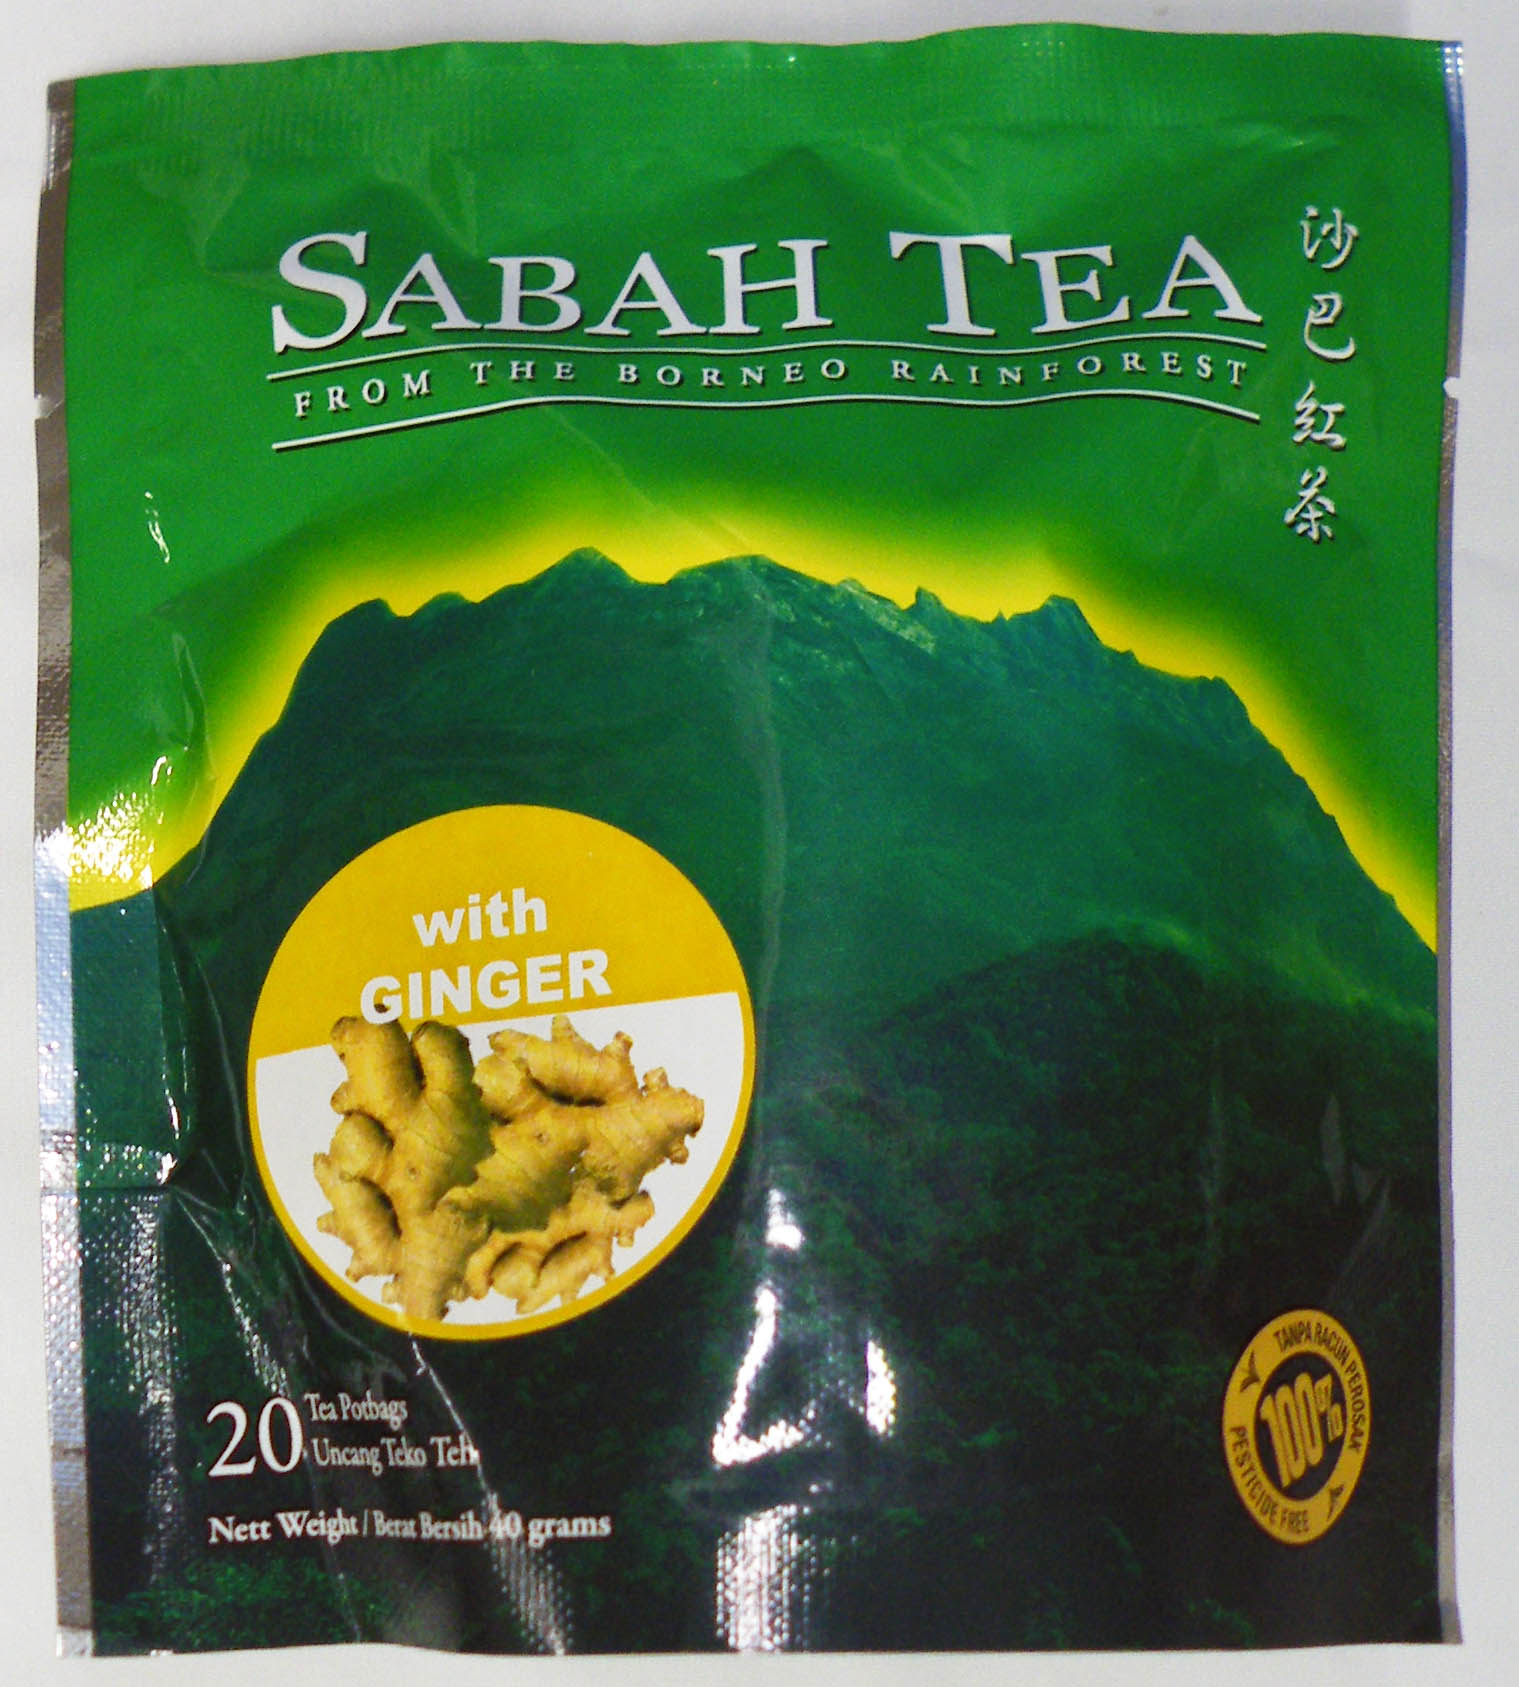 SABAH TEA
FROM THE BORNEO RAINFOREST
沙巴紅茶
with
GINGER
20 Tea Potbags
Uncang Teko Teh
Nett Weight / Berat Bersih 40 grams
TANPA RACUN PEROSAK
100%
PESTICIDE FREE